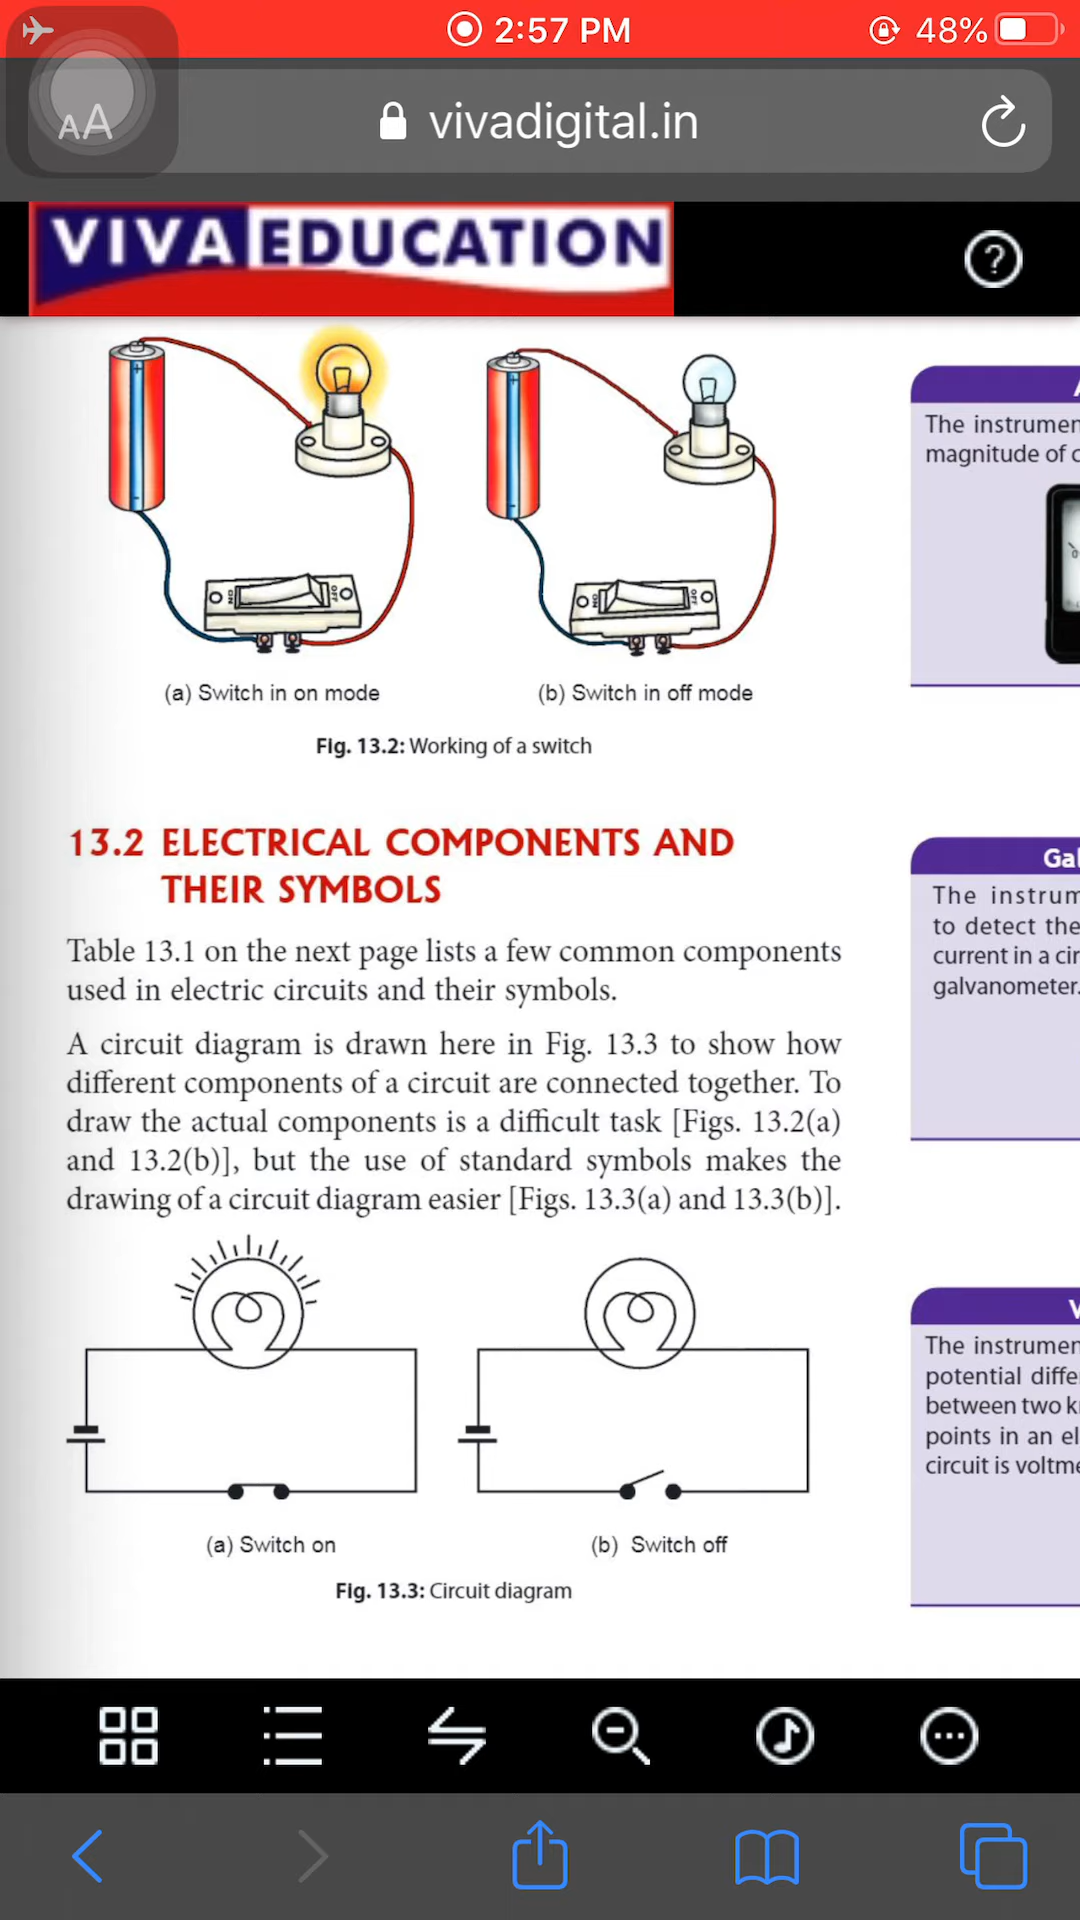 2:57 PM
48%
AA
vivadigital.in
VIVA EDUCATION
?
(a) Switch in on mode
(b) Switch in off mode
Fig. 13.2: Working of a switch
13.2 ELECTRICAL COMPONENTS AND
THEIR SYMBOLS
Table 13.1 on the next page lists a few common components
used in electric circuits and their symbols.
A circuit diagram is drawn here in Fig. 13.3 to show how
different components of a circuit are connected together. To
draw the actual components is a difficult task [Figs. 13.2(a)
and 13.2(b)], but the use of standard symbols makes the
drawing of a circuit diagram easier [Figs. 13.3(a) and 13.3(b)].
(a) Switch on
(b) Switch off
Fig. 13.3: Circuit diagram
The instrumen
magnitude of
Gal
The instrum
to detect the
current in a cir
galvanometer.
The instrumen
potential diffe
between two k
points in an el
circuit is voltme